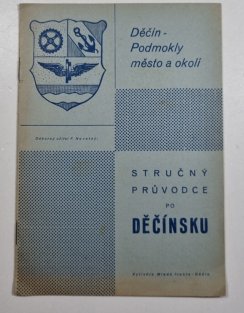 Děčín -
Podmokly
město a okolí
STRUČNÝ
PRŮVODCE
PO
DĚČÍNSKU